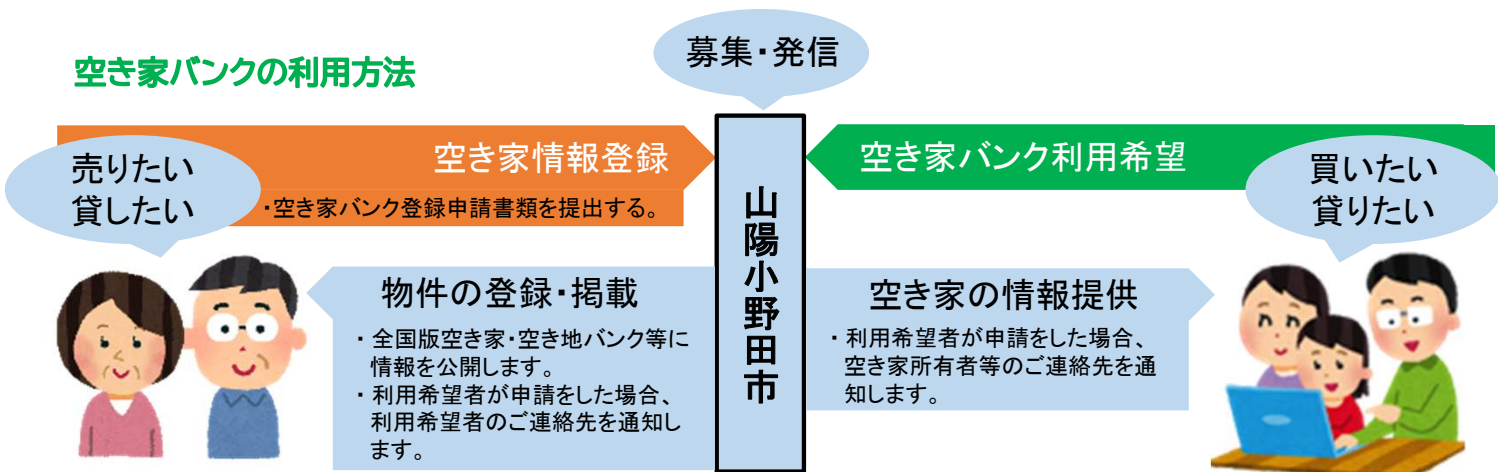 募集・発信
空き家バンクの利用方法
売りたい
貸したい
空き家情報登録
・空き家バンク登録申請書類を提出する。
物件の登録・掲載
・全国版空き家・空き地バンク等に
情報を公開します。
・利用希望者が申請をした場合、
利用希望者のご連絡先を通知し
ます。
山陽小野田市
空き家バンク利用希望
買いたい
貸りたい
空き家の情報提供
・利用希望者が申請をした場合、
空き家所有者等のご連絡先を通
知します。